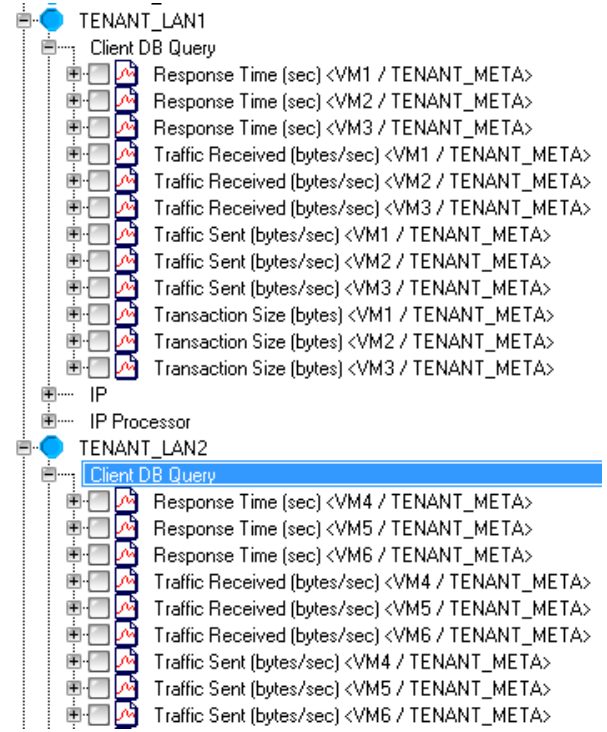 TENANT_LAN1
Client DB Query
Response Time (sec) <VM1 / TENANT_META>
Response Time (sec) <VM2 / TENANT_META>
Response Time (sec) <VM3 / TENANT_META>
Traffic Received (bytes/sec) <VM1 / TENANT_META>
Traffic Received (bytes/sec) <VM2 / TENANT_META>
Traffic Received (bytes/sec) <VM3 / TENANT_META>
Traffic Sent (bytes/sec) <VM1 / TENANT_META>
Traffic Sent (bytes/sec) <VM2 / TENANT_META>
Traffic Sent (bytes/sec) <VM3 / TENANT_META>
Transaction Size (bytes) <VM1 / TENANT_META>
Transaction Size (bytes) <VM2 / TENANT_META>
Transaction Size (bytes) <VM3 / TENANT_META>
IP
IP Processor
TENANT_LAN2
Client DB Query
Response Time (sec) <VM4 / TENANT_META>
Response Time (sec) <VM5 / TENANT_META>
Response Time (sec) <VM6 / TENANT_META>
Traffic Received (bytes/sec) <VM4 / TENANT_META>
Traffic Received (bytes/sec) <VM5 / TENANT_META>
Traffic Received (bytes/sec) <VM6 / TENANT_META>
Traffic Sent (bytes/sec) <VM4 / TENANT_META>
Traffic Sent (bytes/sec) <VM5 / TENANT_META>
Traffic Sent (bytes/sec) <VM6 / TENANT_META>